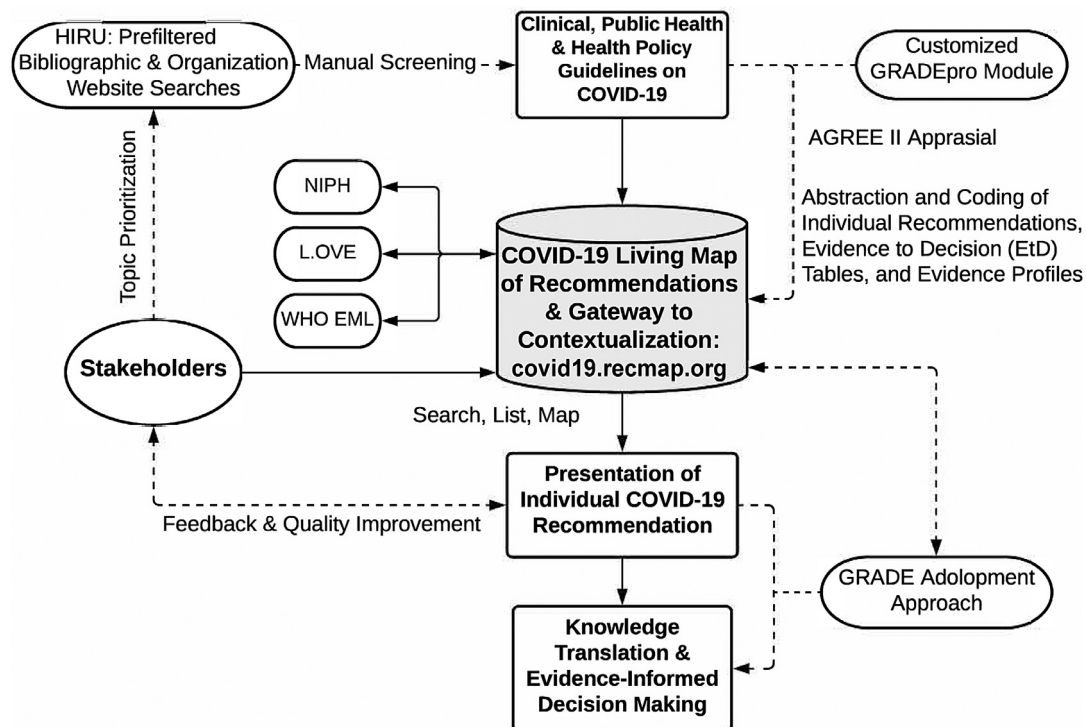 HIRU: Prefiltered
Bibliographic & Organization
Website Searches
Manual Screening
Clinical, Public Health
& Health Policy
Guidelines on
COVID-19
Customized
GRADEpro Module
AGREE II Apprasial
Abstraction and Coding of
Individual Recommendations,
Evidence to Decision (EtD)
Tables, and Evidence Profiles
Topic Prioritization
NIPH
L.OVE
WHO EML
COVID-19 Living Map
of Recommendations
& Gateway to
Contextualization:
covid19.recmap.org
Stakeholders
Search, List, Map
Presentation of
Individual COVID-19
Recommendation
Feedback & Quality Improvement
GRADE Adolopment
Approach
Knowledge
Translation &
Evidence-Informed
Decision Making